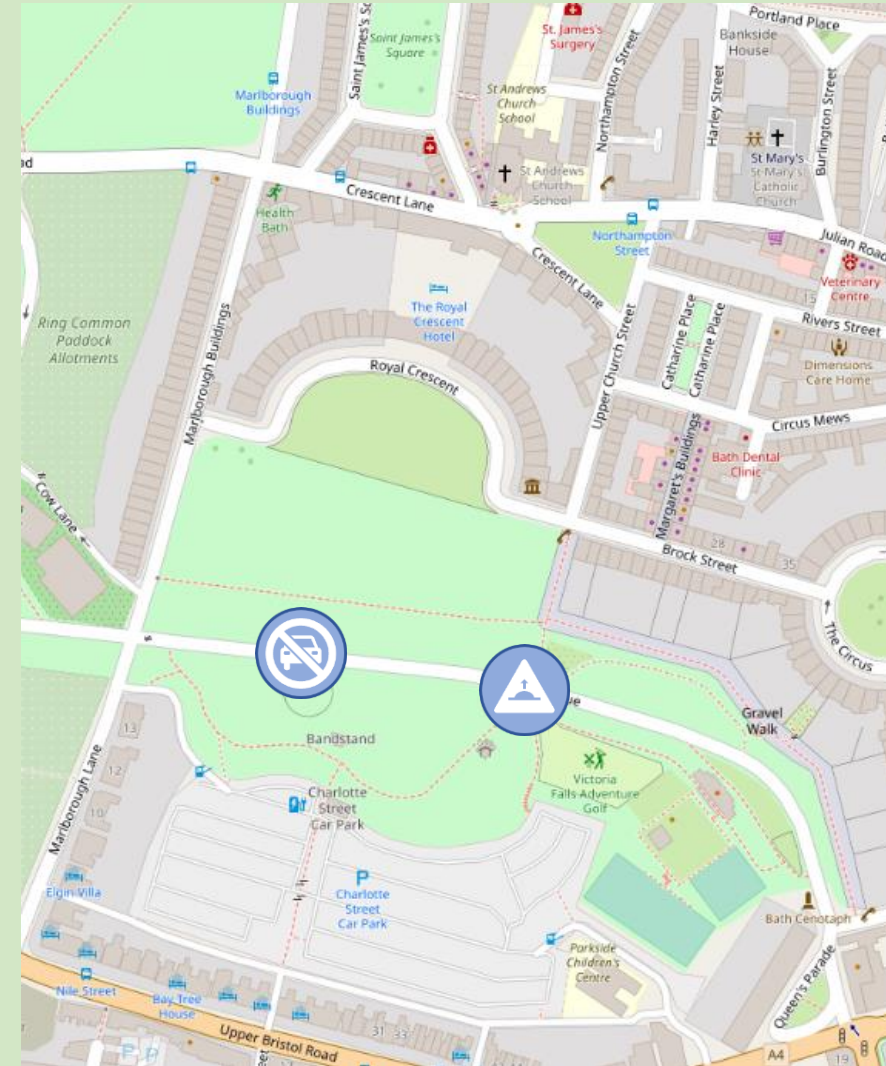 Portland Place
Saint James's
Square
St. James's
Surgery
Bankside
House
Northampton Street
Harley Street
Burlington Street
Marlborough
Buildings
St Andrews
Church
School
St Mary's
St Mary's
Catholic
Church
St Andrews
Church
School
Crescent Lane
Health
Bath
Northampton
Street
Julian Road
Crescent Lane
Veterinary
Centre
15
The Royal
Crescent
Hotel
Rivers Street
Ring Common
Paddock
Allotments
Marlborough Buildings
Upper Church Street
Catharine Place
Catharine Place
Dimensions
Care Home
Royal Crescent
Circus Mews
Margaret's Buildings
Bath Dental
Clinic
Cow Lane
28
Brock Street
35
The Circus
Gravel
Walk
13
Bandstand
Victoria
Falls Adventure
Golf
12
Charlotte
Street
Car Park
10
Marlborough Lane
P
Charlotte
Street
Car Park
Elgin Villa
Bath Cenotaph
Parkside
Children's
Centre
Queen's Parade
Nile Street
Bay Tree
House
31
33
Upper Bristol Road
P P
A4
19